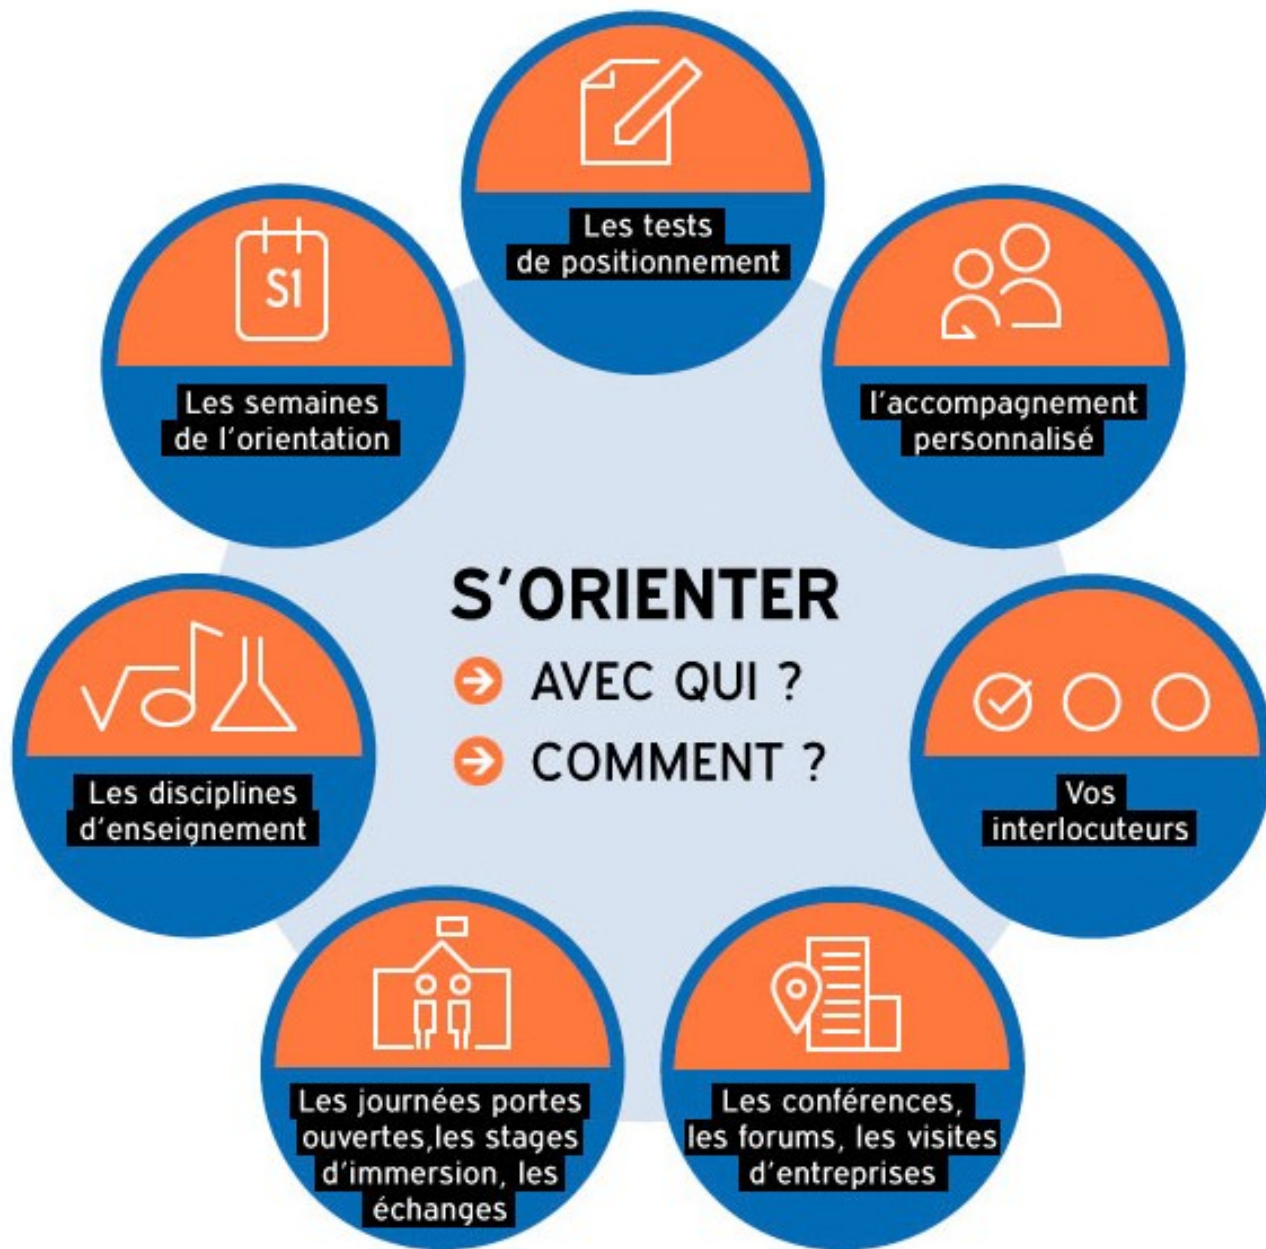 Les tests
de positionnement
S1
Les semaines
de l'orientation
l'accompagnement
personnalisé
S'ORIENTER
AVEC QUI ?
COMMENT ?
Les disciplines
d'enseignement
Vos
interlocuteurs
Les journées portes
ouvertes,les stages
d'immersion, les
échanges
Les conférences,
les forums, les visites
d'entreprises